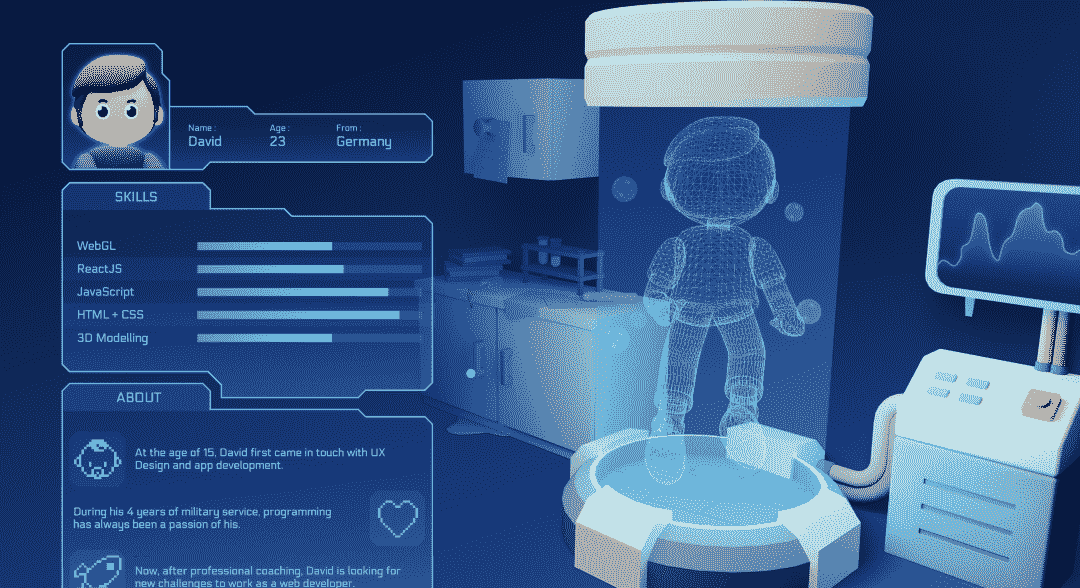 Name :
David
Age :
23
From :
Germany
SKILLS
WebGL
ReactJS
JavaScript
HTML + CSS
3D Modelling
ABOUT
At the age of 15, David first came in touch with UX
Design and app development.
During his 4 years of military service, programming
has always been a passion of his.
Now, after professional coaching, David is looking for
new challenges to work as a web developer.